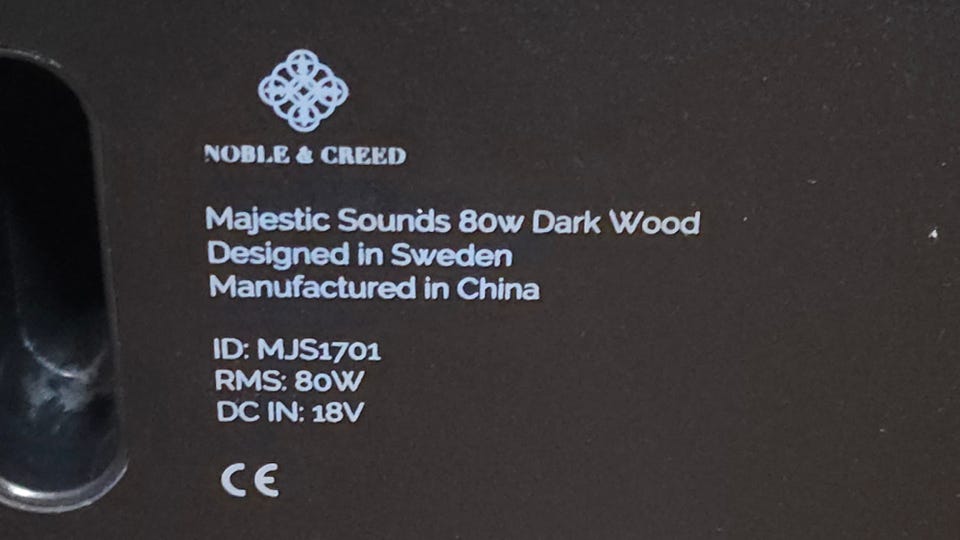 NOBLE & CREED
Majestic Sounds 80w Dark Wood
Designed in Sweden
Manufactured in China
ID: MJS1701
RMS: 80W
DC IN: 18V
CE